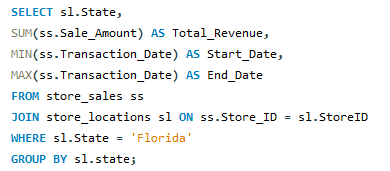 SELECT sl.State,
SUM(ss.Sale_Amount) AS Total_Revenue,
MIN(ss.Transaction_Date) AS Start_Date,
MAX(ss.Transaction_Date) AS End_Date
FROM store_sales ss
JOIN store_locations sl ON ss.Store_ID = sl.StoreID
WHERE sl.State = 'Florida'
GROUP BY sl.state;